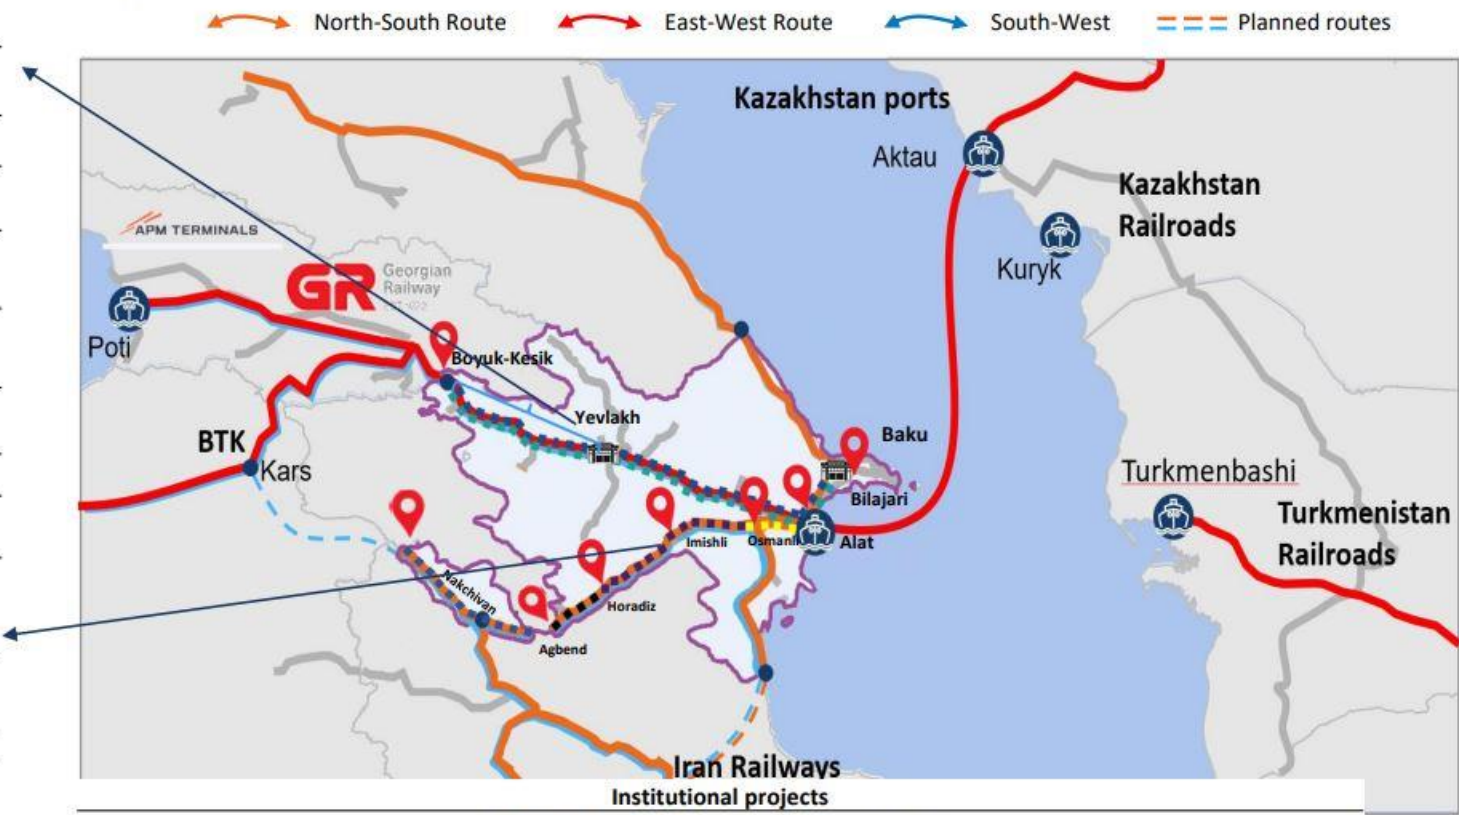 North-South Route
East-West Route
South-West
Planned routes
Kazakhstan ports
Aktau
Kazakhstan
Railroads
Kuryk
APM TERMINALS
GR
Georgian
Railway
Poti
Boyuk-Kesik
Yevlakh
BTK
Kars
Baku
Bilajari
Turkmenbashi
Turkmenistan
Railroads
Imishli
Alat
Nakchivan
Horadiz
Agbend
Iran Railways
Institutional projects